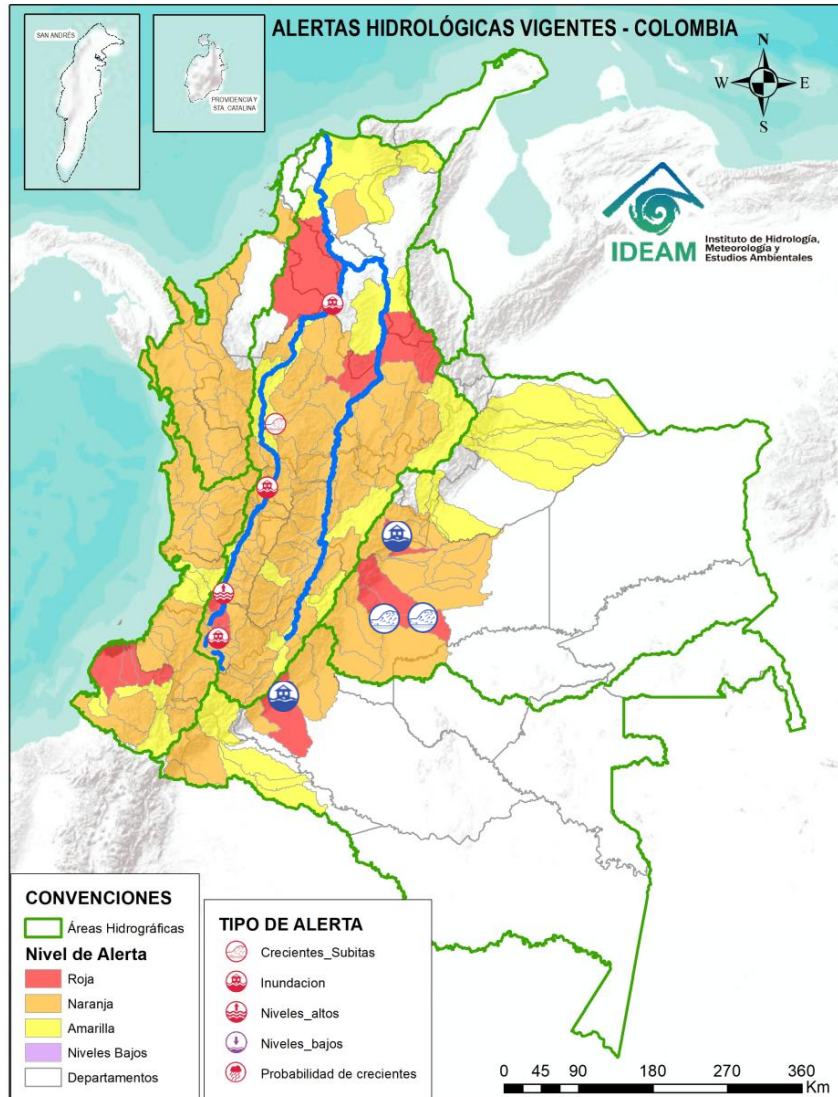 ALERTAS HIDROLÓGICAS VIGENTES - COLOMBIA
SAN ANDRÉS
PROVIDENCIA Y
STA. CATALINA
N
W
E
S
IDEAM
Instituto de Hidrología,
Meteorología y
Estudios Ambientales
CONVENCIONES
Áreas Hidrográficas
Nivel de Alerta
Roja
Naranja
Amarilla
Niveles Bajos
Departamentos
TIPO DE ALERTA
Crecientes_Subitas
Inundacion
Niveles_altos
Niveles_bajos
Probabilidad de crecientes
0 45 90 180 270 360
Km